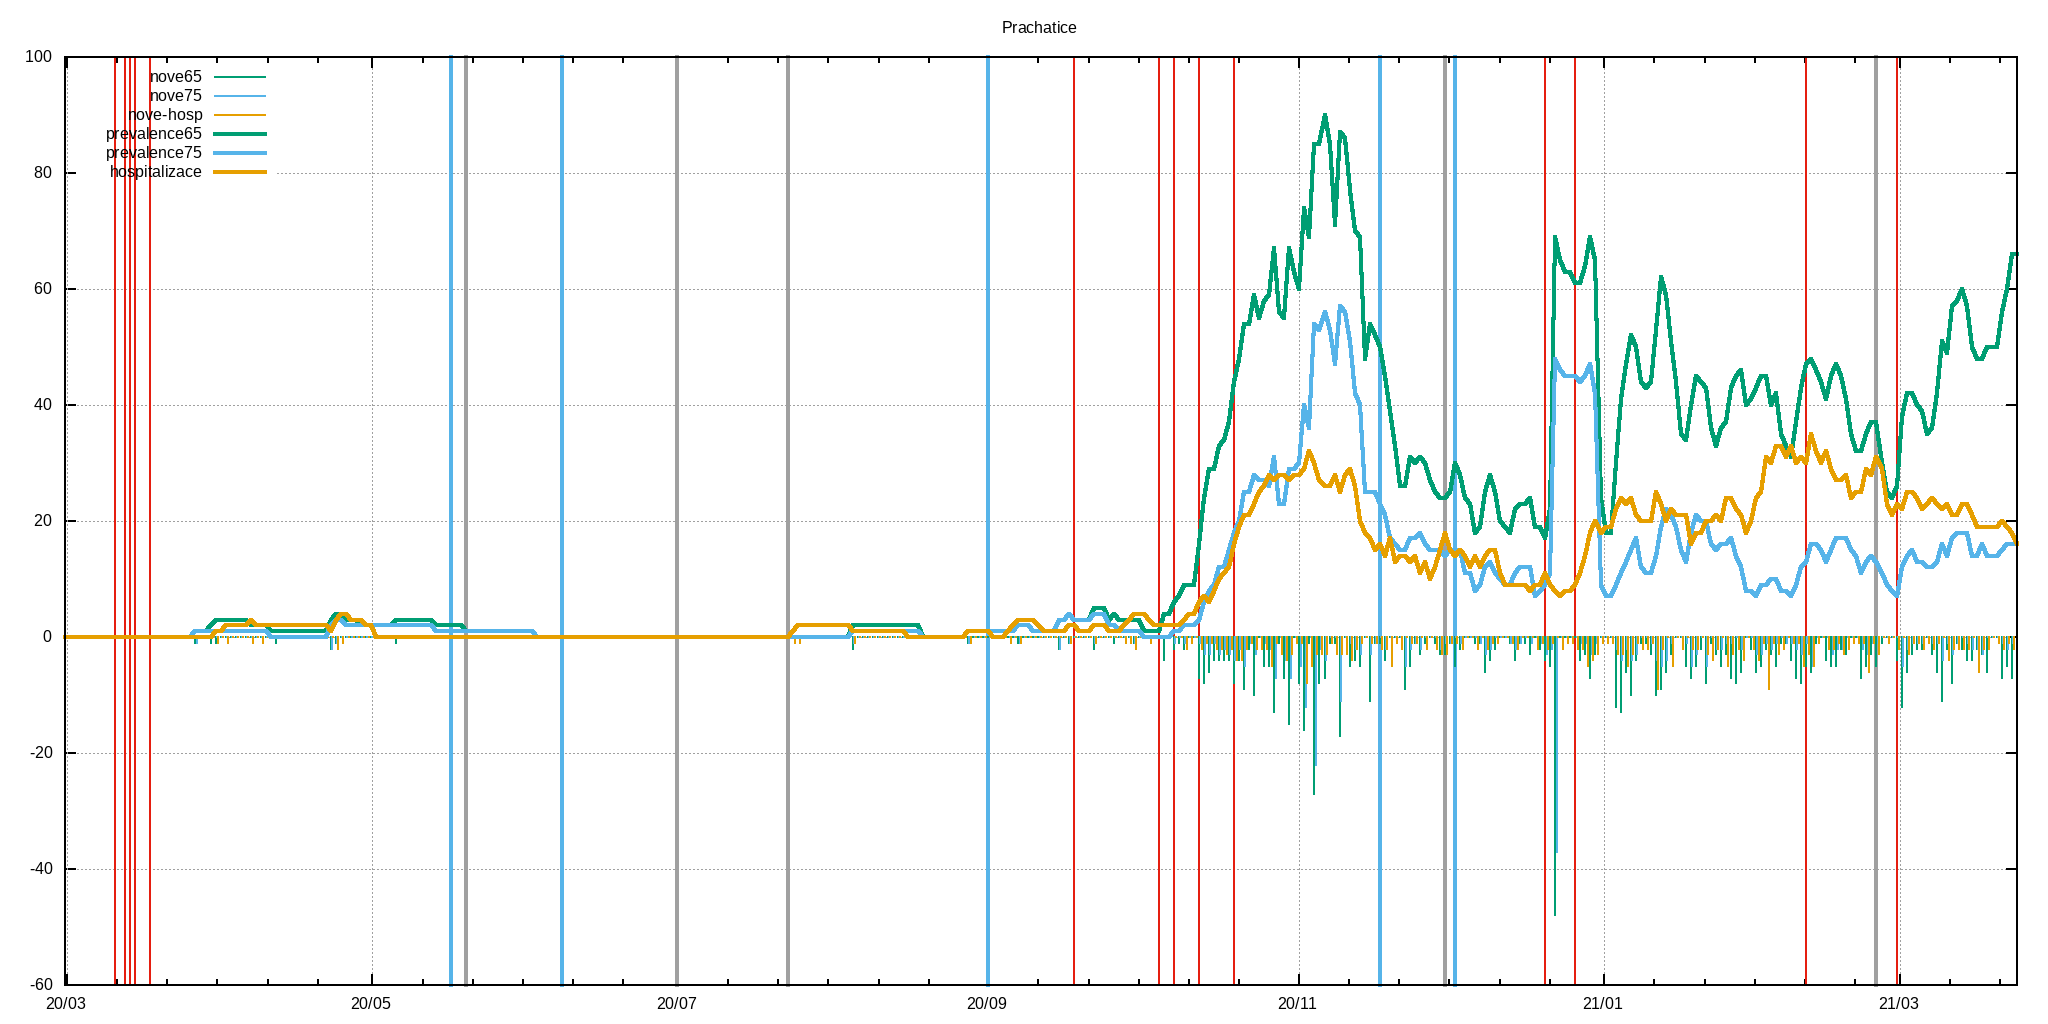 Prachatice
100
nove65
nove75
nove-hosp
prevalence65
prevalence75
hospitalizace
80
60
40
20
0
-20
-40
-60
20/03 20/05 20/07 20/09 20/11 21/01 21/03